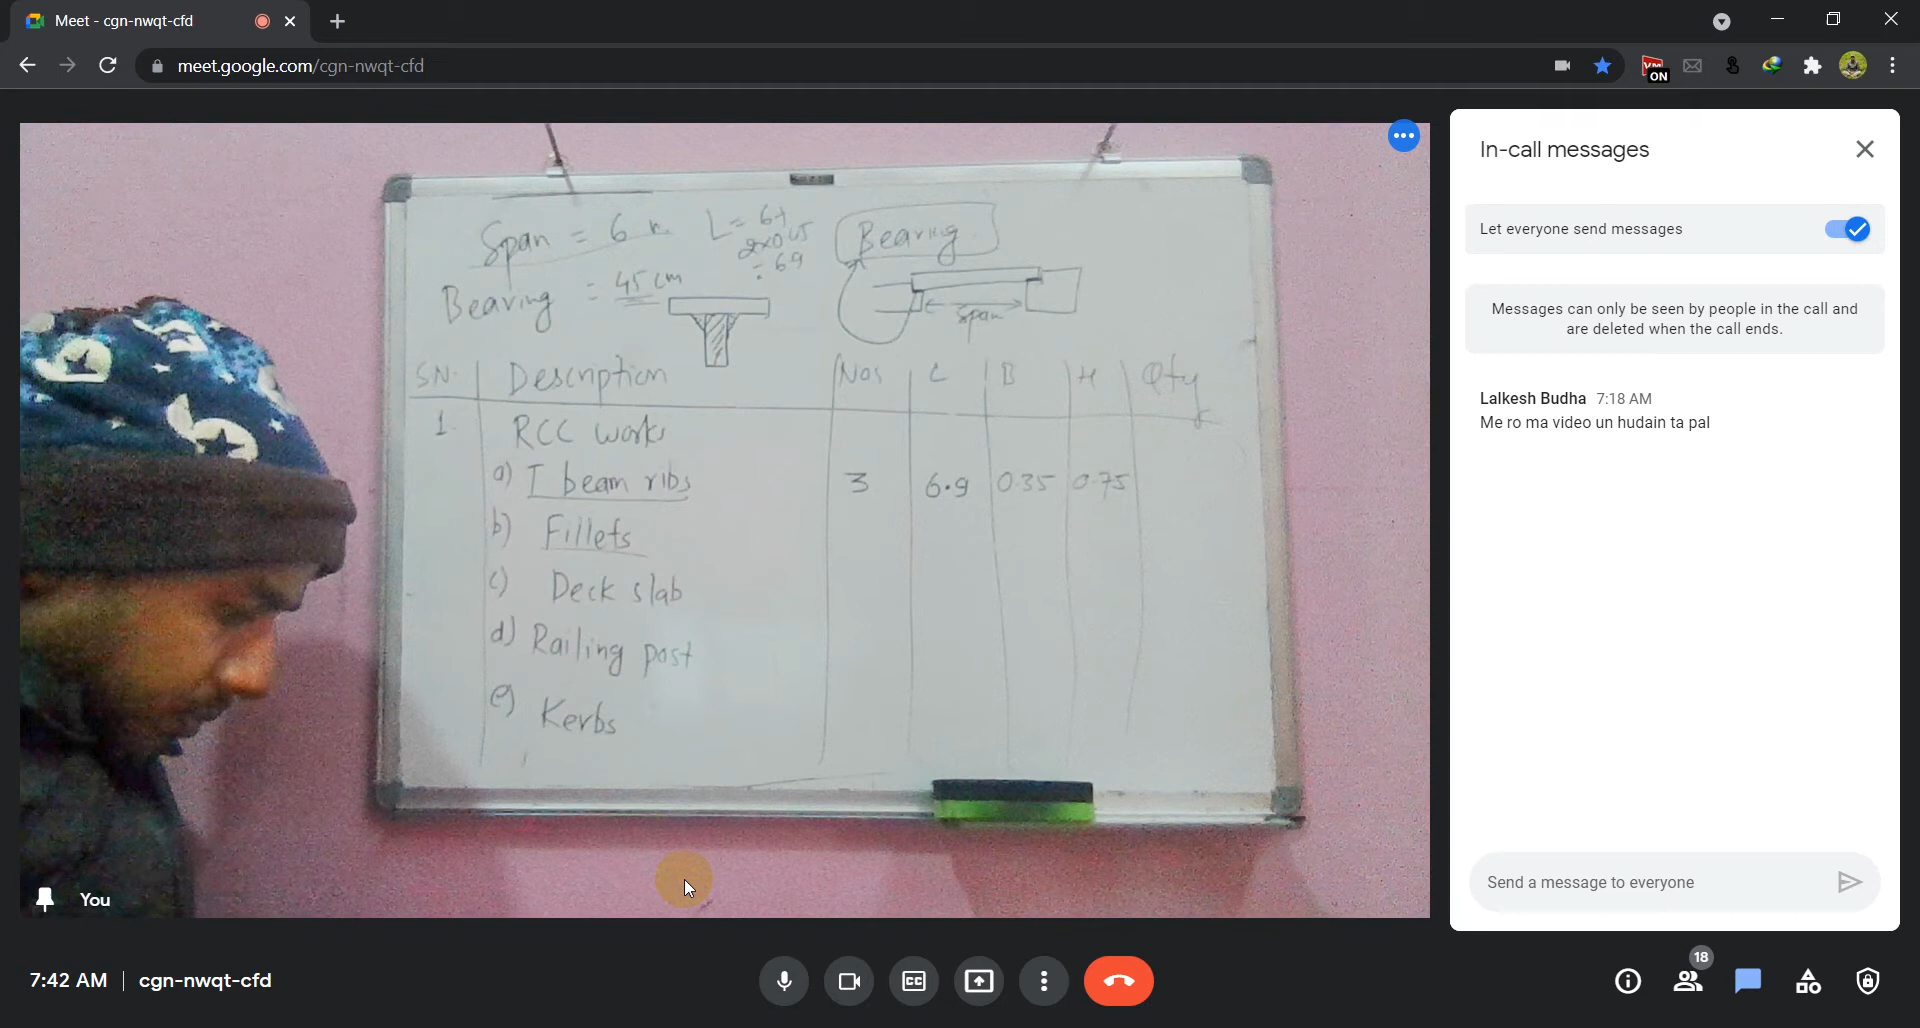 Meet - cgn-nwqt-cfd
meet.google.com/cgn-nwqt-cfd
ON
Span = 6 m
L = 6+
2x0.45
= 6.9
Bearing
Bearing = 45 cm
Span
SN. Description Nos L B H Qty
1. RCC works
a) T beam ribs 3 6.9 0.35 0.75
b) Fillets
c) Deck slab
d) Railing post
e) Kerbs
You
In-call messages
Let everyone send messages
Messages can only be seen by people in the call and
are deleted when the call ends.
Lalkesh Budha 7:18 AM
Me ro ma video un hudain ta pal
Send a message to everyone
7:42 AM | cgn-nwqt-cfd
CC
18